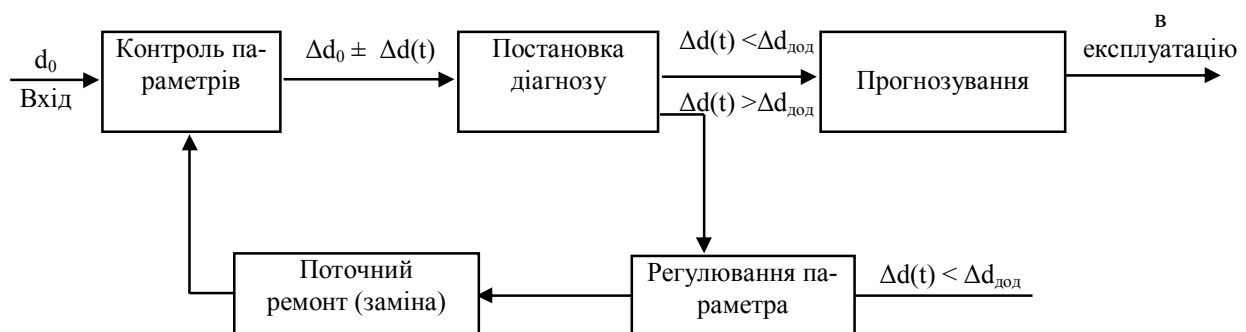 d₀
Вхід
Контроль па-
раметрів
Δd₀ ± Δd(t)
Постановка
діагнозу
Δd(t) <Δdдод
Δd(t) >Δdдод
Прогнозування
в
експлуатацію
Поточний
ремонт (заміна)
Регулювання па-
раметра
Δd(t) < Δdдод